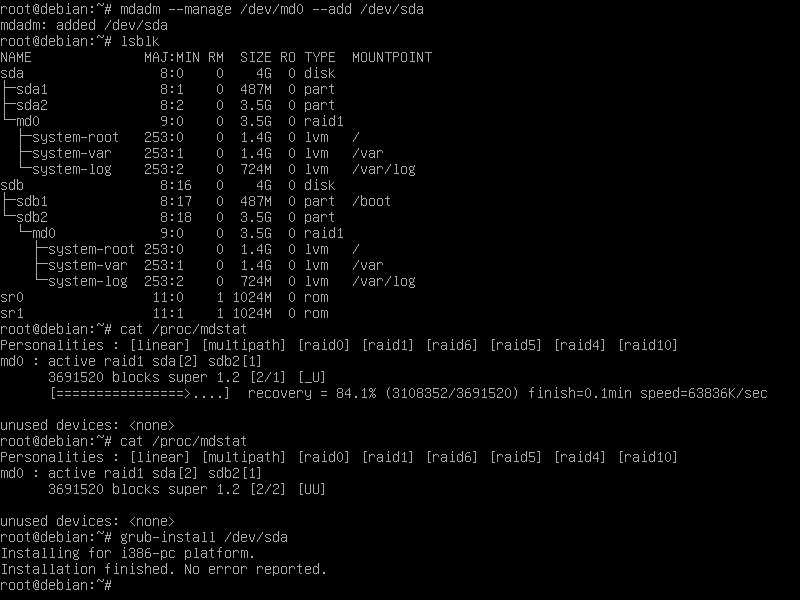 root@debian:~# mdadm --manage /dev/md0 --add /dev/sda
mdadm: added /dev/sda
root@debian:~# lsblk
NAME              MAJ:MIN RM  SIZE RO TYPE  MOUNTPOINT
sda                 8:0    0    4G  0 disk
├─sda1              8:1    0  487M  0 part
├─sda2              8:2    0  3.5G  0 part
└─md0               9:0    0  3.5G  0 raid1
  ├─system-root   253:0    0  1.4G  0 lvm   /
  ├─system-var    253:1    0  1.4G  0 lvm   /var
  └─system-log    253:2    0  724M  0 lvm   /var/log
sdb                 8:16   0    4G  0 disk
├─sdb1              8:17   0  487M  0 part  /boot
└─sdb2              8:18   0  3.5G  0 part
  └─md0             9:0    0  3.5G  0 raid1
    ├─system-root 253:0    0  1.4G  0 lvm   /
    ├─system-var  253:1    0  1.4G  0 lvm   /var
    └─system-log  253:2    0  724M  0 lvm   /var/log
sr0                11:0    1 1024M  0 rom
sr1                11:1    1 1024M  0 rom
root@debian:~# cat /proc/mdstat
Personalities : [linear] [multipath] [raid0] [raid1] [raid6] [raid5] [raid4] [raid10]
md0 : active raid1 sda[2] sdb2[1]
      3691520 blocks super 1.2 [2/1] [_U]
      [================>....]  recovery = 84.1% (3108352/3691520) finish=0.1min speed=63836K/sec

unused devices: <none>
root@debian:~# cat /proc/mdstat
Personalities : [linear] [multipath] [raid0] [raid1] [raid6] [raid5] [raid4] [raid10]
md0 : active raid1 sda[2] sdb2[1]
      3691520 blocks super 1.2 [2/2] [UU]

unused devices: <none>
root@debian:~# grub-install /dev/sda
Installing for i386-pc platform.
Installation finished. No error reported.
root@debian:~#